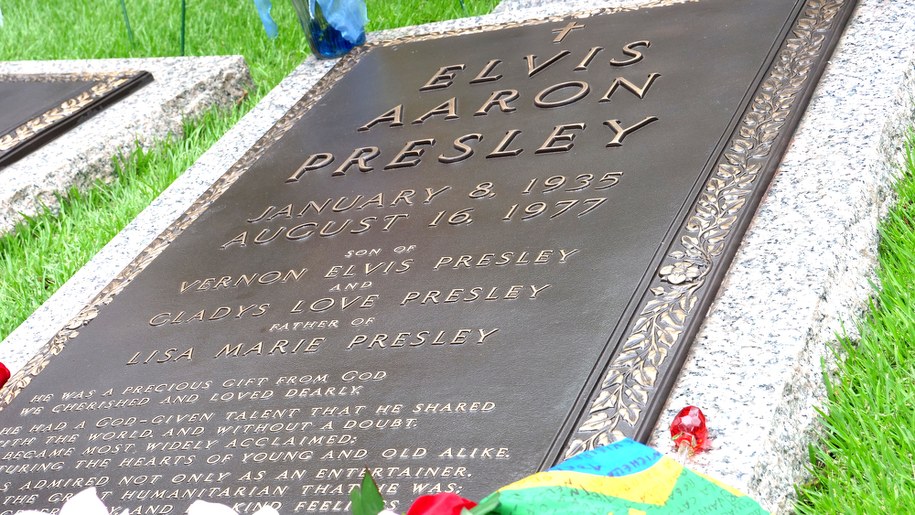 ELVIS
AARON
PRESLEY
JANUARY 8, 1935
AUGUST 16, 1977
SON OF
VERNON ELVIS PRESLEY
AND
GLADYS LOVE PRESLEY
FATHER OF
LISA MARIE PRESLEY
HE WAS A PRECIOUS GIFT FROM GOD
WE CHERISHED AND LOVED DEARLY.
HE HAD A GOD-GIVEN TALENT THAT HE SHARED
WITH THE WORLD. AND WITHOUT A DOUBT.
BECAME MOST WIDELY ACCLAIMED;
TURING THE HEARTS OF YOUNG AND OLD ALIKE.
AS ADMIRED NOT ONLY AS AN ENTERTAINER.
THE GREAT HUMANITARIAN THAT HE WAS;
AND KIND FEELINGS